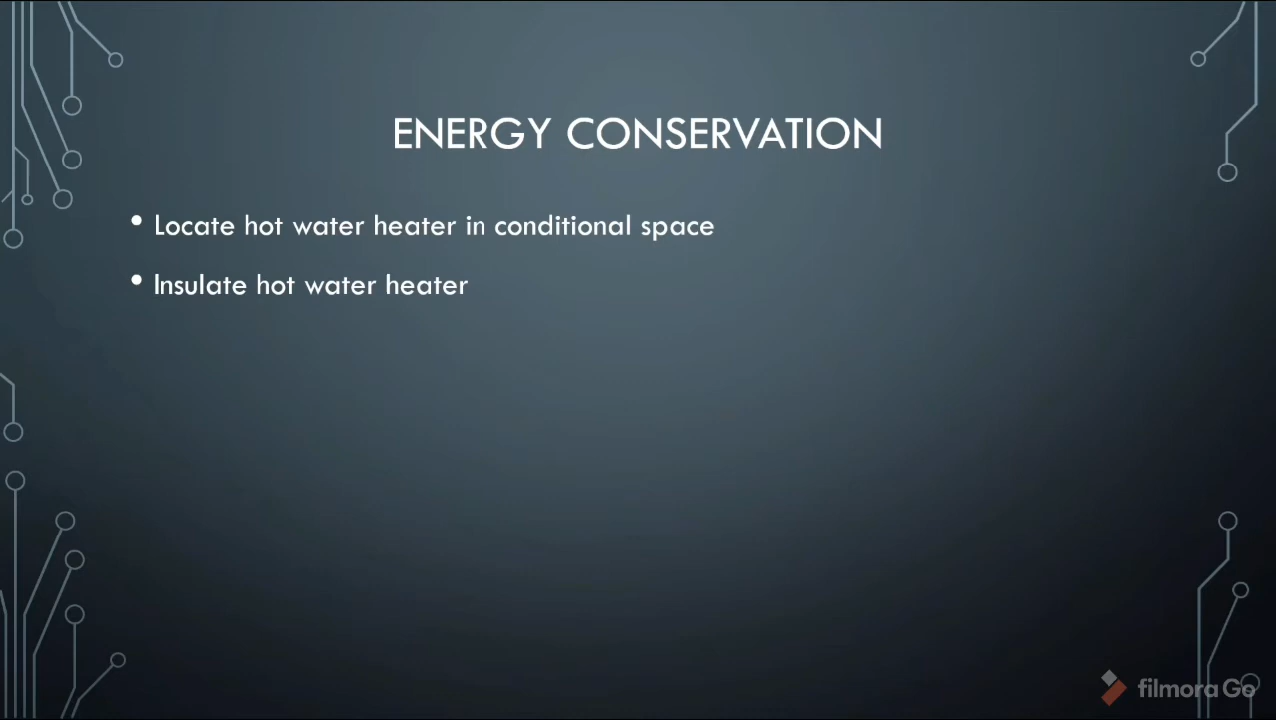 ENERGY CONSERVATION
• Locate hot water heater in conditional space
• Insulate hot water heater
filmora Go